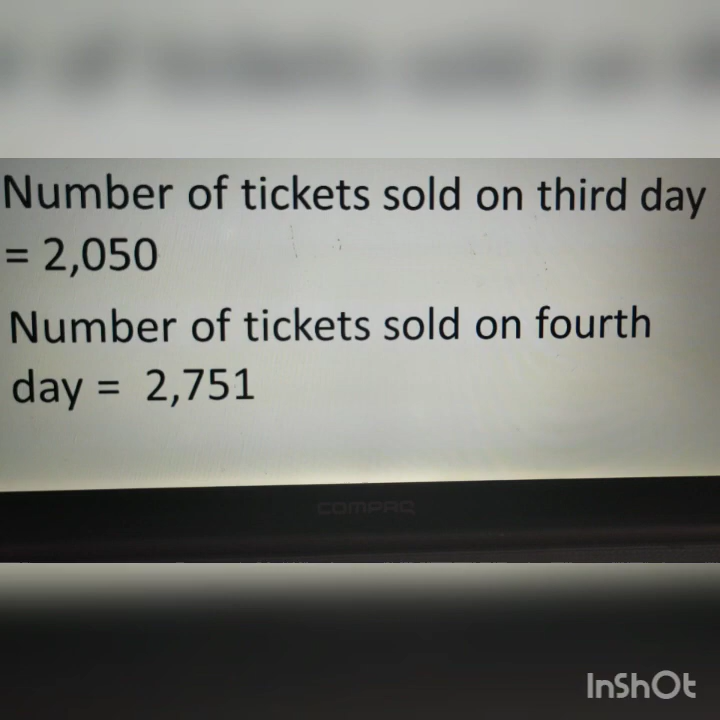 Number of tickets sold on third day
= 2,050
Number of tickets sold on fourth
day = 2,751
COMPAQ
InShOt